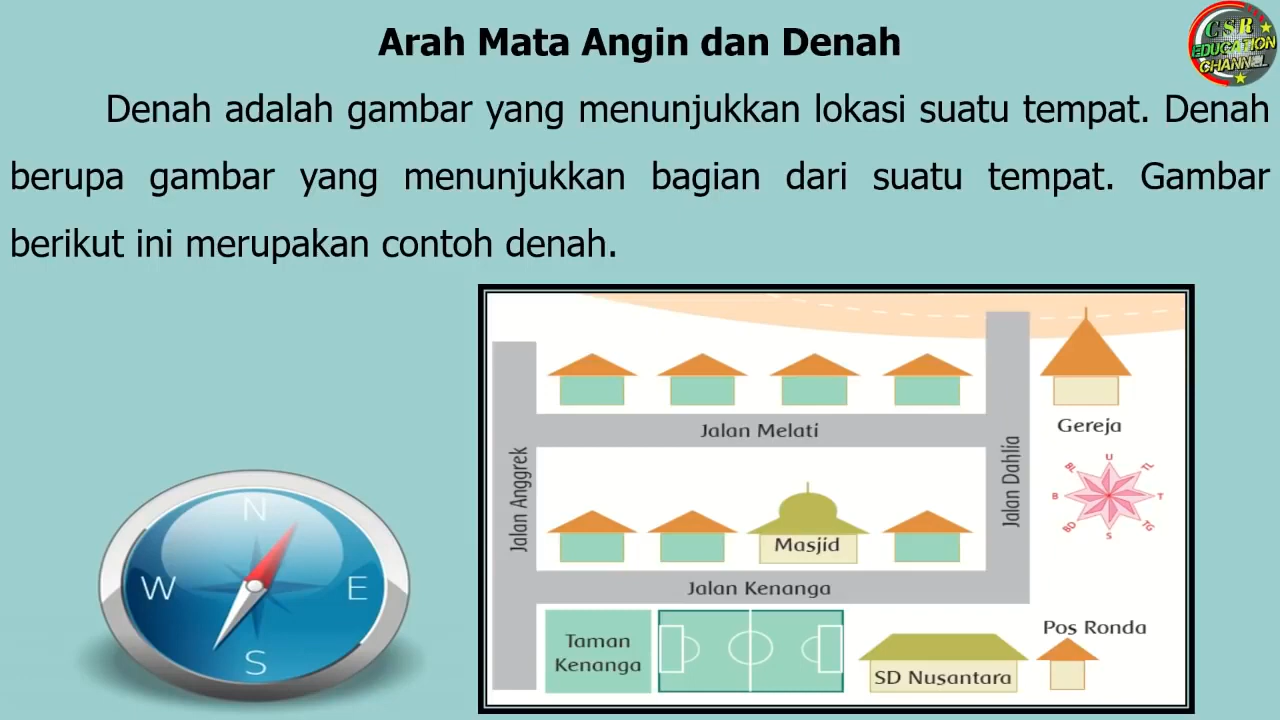 Arah Mata Angin dan Denah
CSR
EDUCATION
CHANNEL
Denah adalah gambar yang menunjukkan lokasi suatu tempat. Denah
berupa gambar yang menunjukkan bagian dari suatu tempat. Gambar
berikut ini merupakan contoh denah.
Jalan Melati
Gereja
Jalan Anggrek
Jalan Dahlia
U
BL
TL
B
T
BD
TG
S
Masjid
Jalan Kenanga
Taman
Kenanga
SD Nusantara
Pos Ronda
N
W
E
S